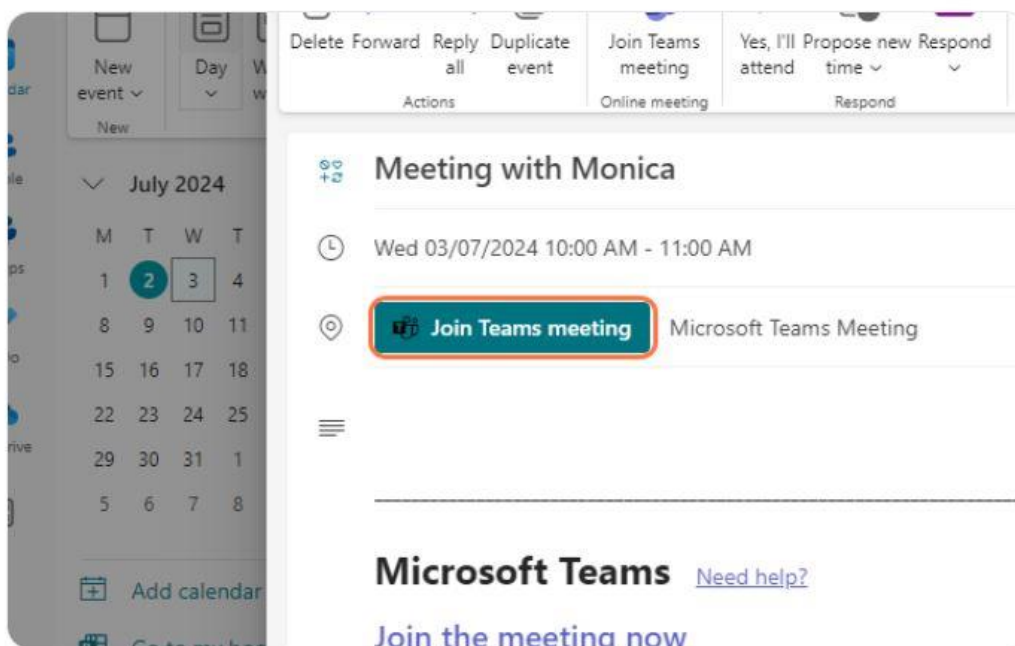 Delete Forward Reply all Duplicate event Join Teams meeting Yes, I'll attend Propose new time Respond
Actions Online meeting Respond
New event Day
New
July 2024
M T W T
1 2 3 4
8 9 10 11
15 16 17 18
22 23 24 25
29 30 31 1
5 6 7 8
Add calendar
Meeting with Monica
Wed 03/07/2024 10:00 AM - 11:00 AM
Join Teams meeting Microsoft Teams Meeting
Microsoft Teams Need help?
Join the meeting now